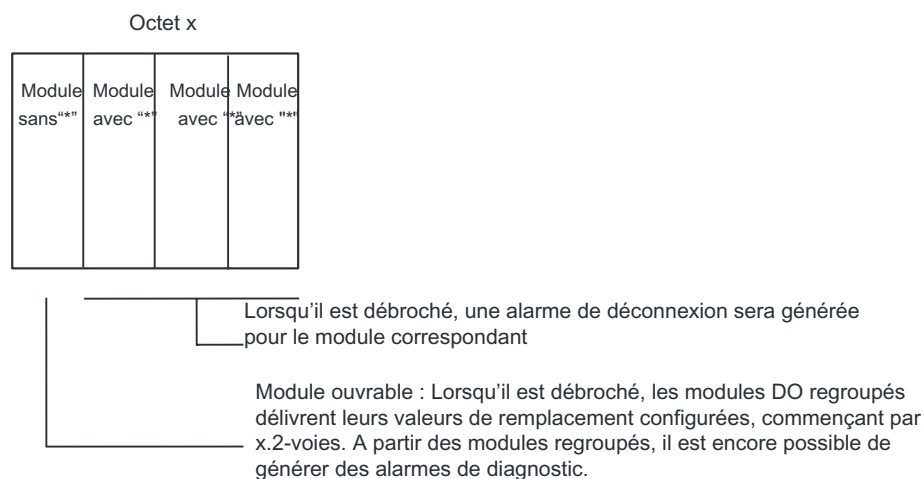 Octet x
Module Module Module Module
sans“*” avec “*” avec “*” avec "*"
Lorsqu’il est débroché, une alarme de déconnexion sera générée
pour le module correspondant
Module ouvrable : Lorsqu’il est débroché, les modules DO regroupés
délivrent leurs valeurs de remplacement configurées, commençant par
x.2-voies. A partir des modules regroupés, il est encore possible de
générer des alarmes de diagnostic.